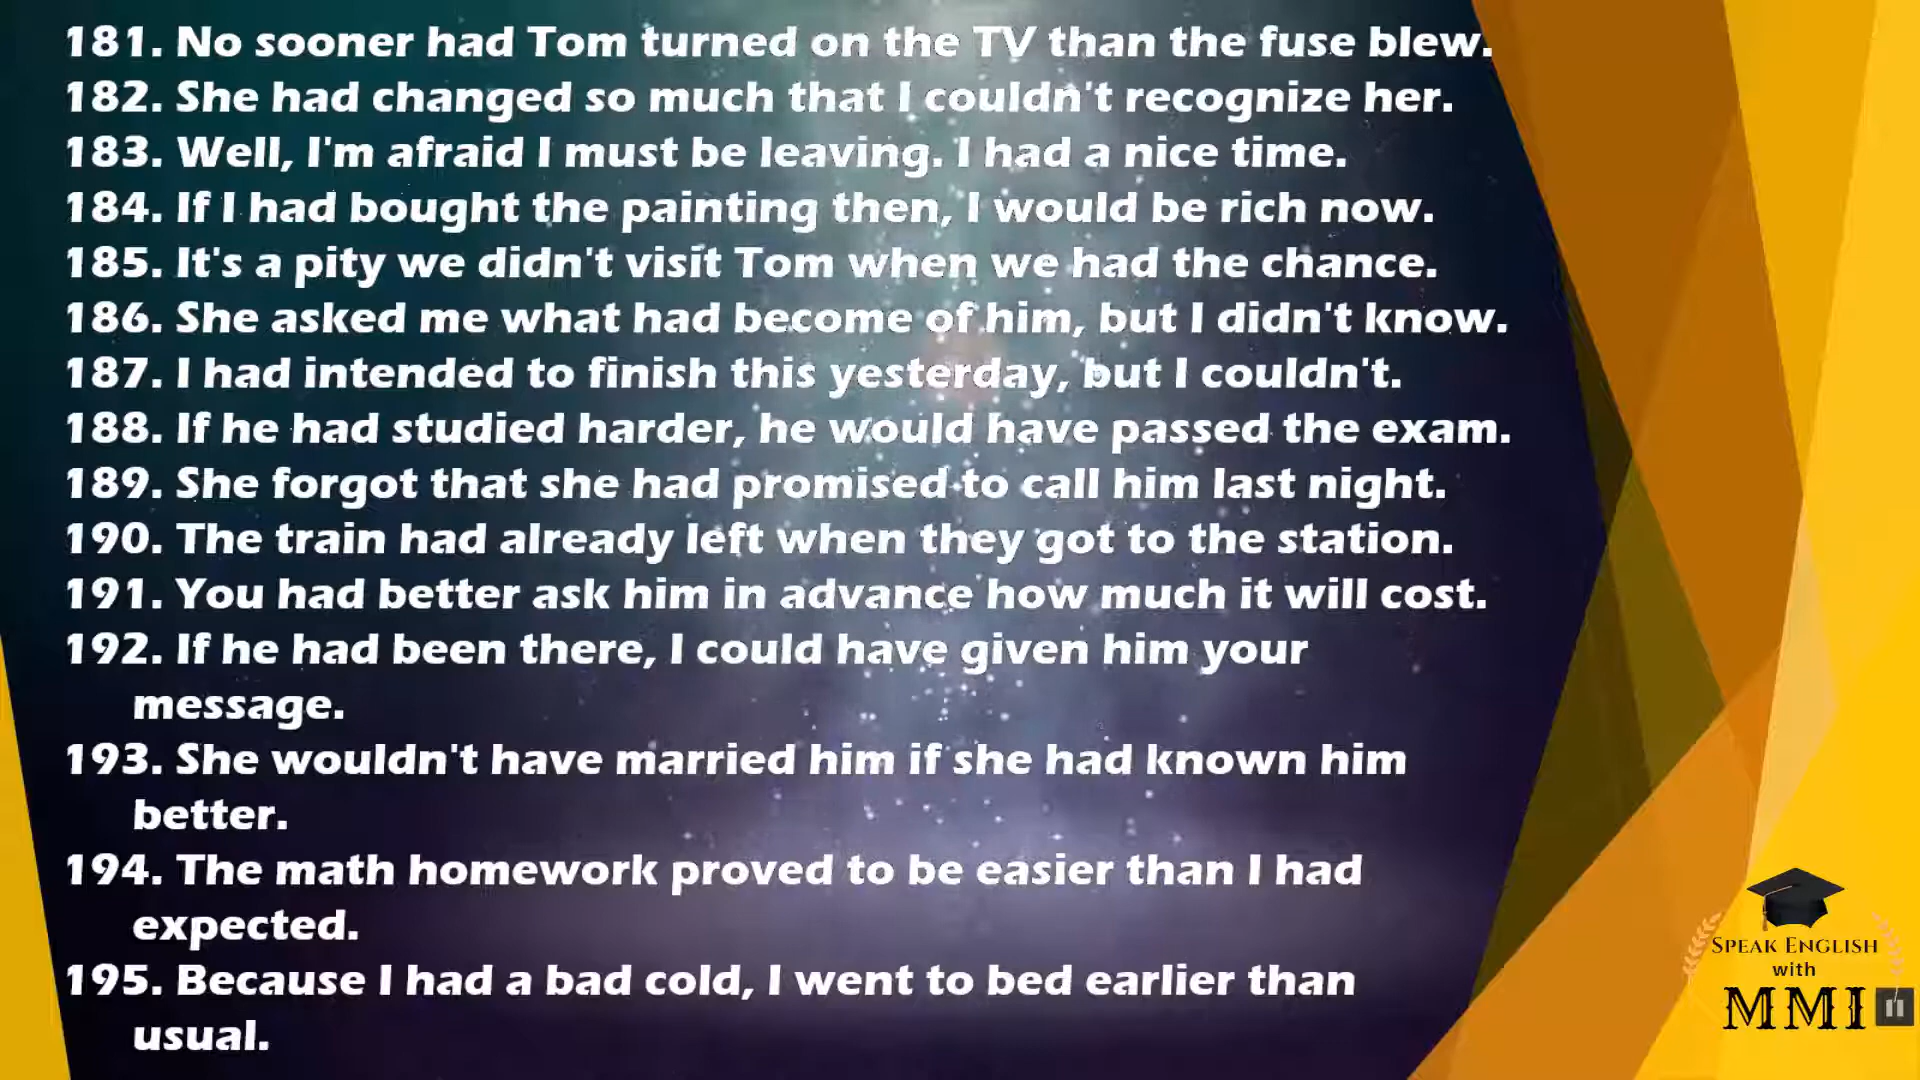 181. No sooner had Tom turned on the TV than the fuse blew.
182. She had changed so much that I couldn't recognize her.
183. Well, I'm afraid I must be leaving. I had a nice time.
184. If I had bought the painting then, I would be rich now.
185. It's a pity we didn't visit Tom when we had the chance.
186. She asked me what had become of him, but I didn't know.
187. I had intended to finish this yesterday, but I couldn't.
188. If he had studied harder, he would have passed the exam.
189. She forgot that she had promised to call him last night.
190. The train had already left when they got to the station.
191. You had better ask him in advance how much it will cost.
192. If he had been there, I could have given him your
message.
193. She wouldn't have married him if she had known him
better.
194. The math homework proved to be easier than I had
expected.
195. Because I had a bad cold, I went to bed earlier than
usual.
SPEAK ENGLISH
with
MMI